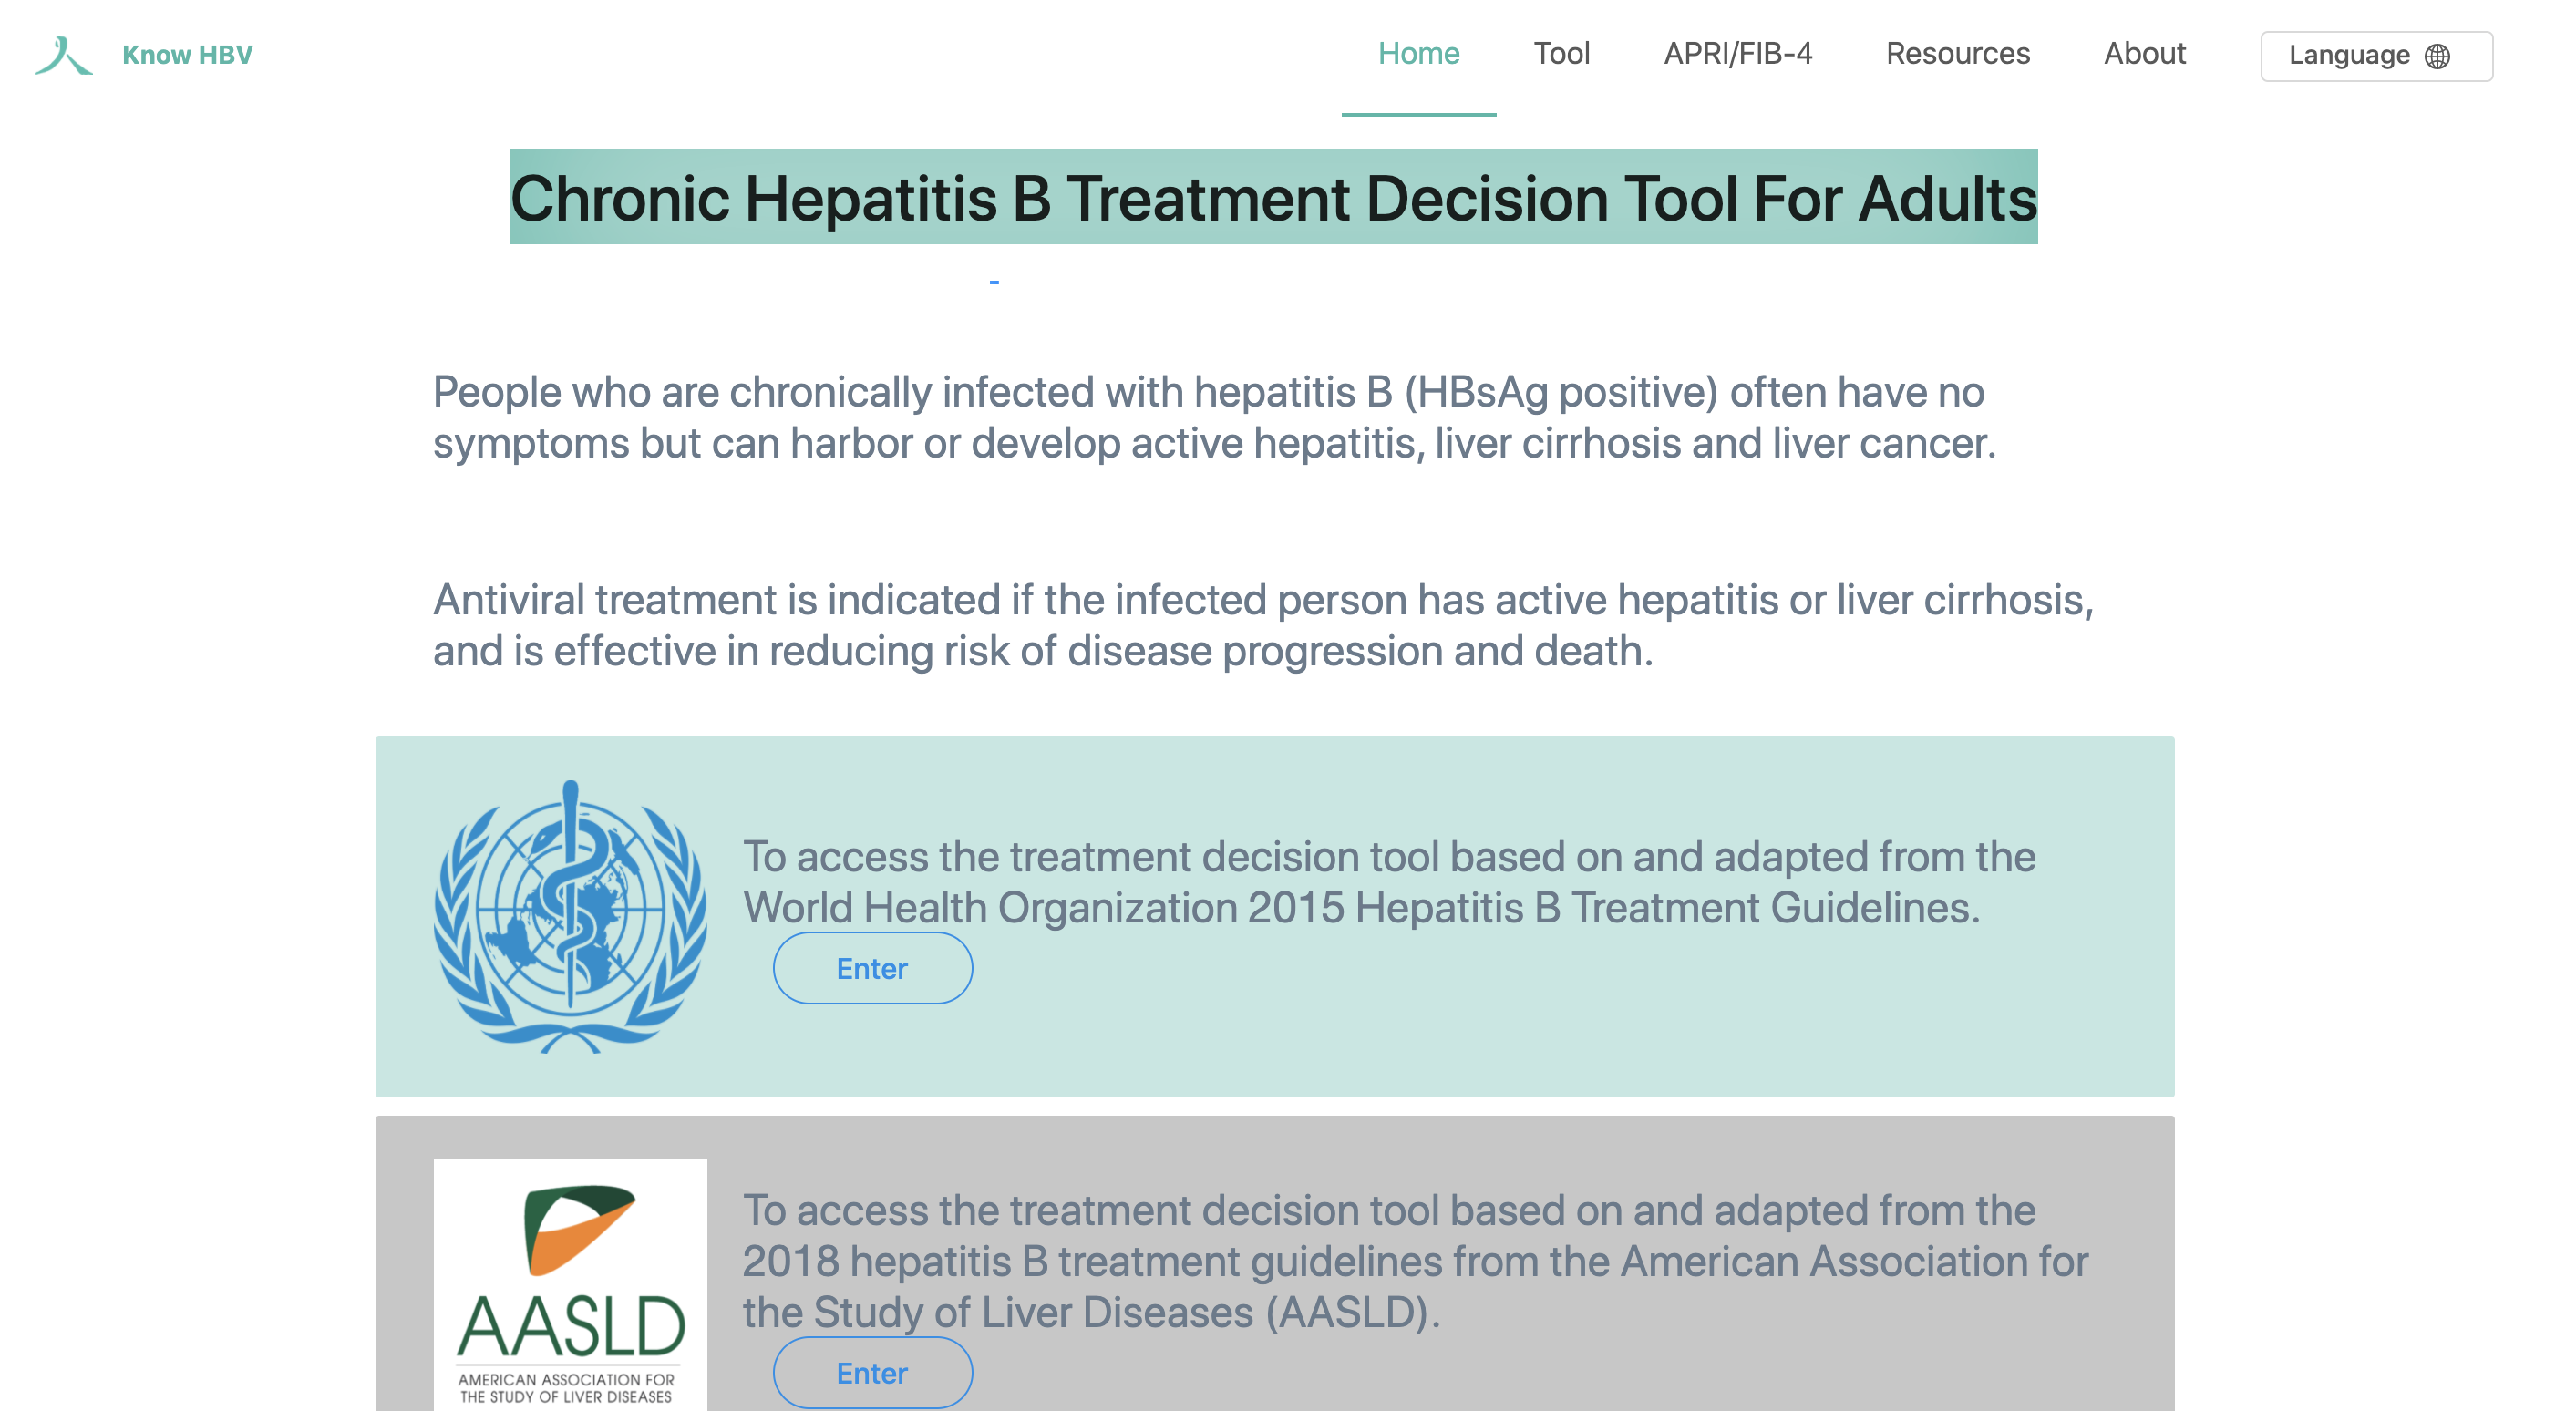 Know HBV
Home
Tool
APRI/FIB-4
Resources
About
Language
Chronic Hepatitis B Treatment Decision Tool For Adults
-
People who are chronically infected with hepatitis B (HBsAg positive) often have no
symptoms but can harbor or develop active hepatitis, liver cirrhosis and liver cancer.
Antiviral treatment is indicated if the infected person has active hepatitis or liver cirrhosis,
and is effective in reducing risk of disease progression and death.
To access the treatment decision tool based on and adapted from the
World Health Organization 2015 Hepatitis B Treatment Guidelines.
Enter
AASLD
AMERICAN ASSOCIATION FOR
THE STUDY OF LIVER DISEASES
To access the treatment decision tool based on and adapted from the
2018 hepatitis B treatment guidelines from the American Association for
the Study of Liver Diseases (AASLD).
Enter